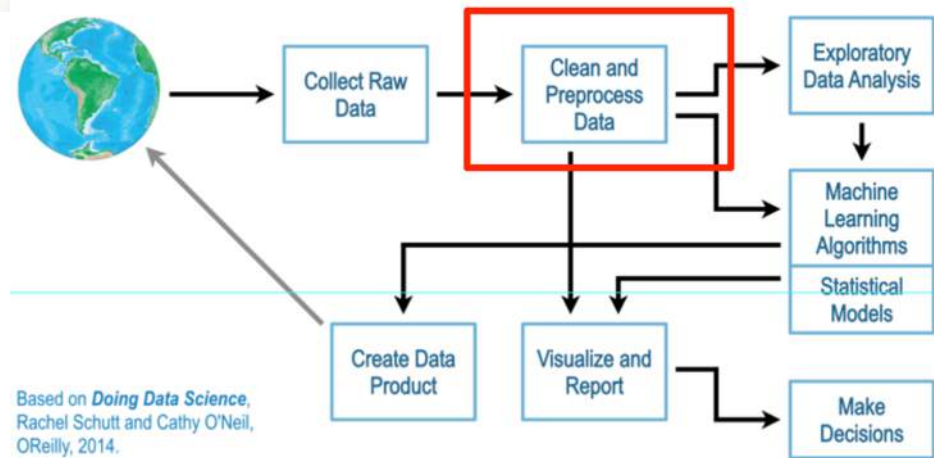 Collect Raw
Data
Clean and
Preprocess
Data
Exploratory
Data Analysis
Machine
Learning
Algorithms
Statistical
Models
Create Data
Product
Visualize and
Report
Make
Decisions
Based on Doing Data Science,
Rachel Schutt and Cathy O'Neil,
OReilly, 2014.